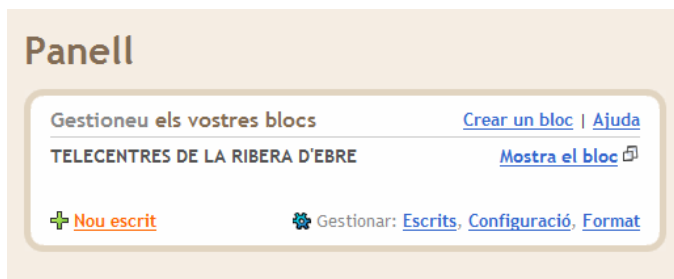 Panell
Gestioneu els vostres blocs Crear un bloc | Ajuda
TELECENTRES DE LA RIBERA D'EBRE Mostra el bloc
Nou escrit Gestionar: Escrits, Configuració, Format